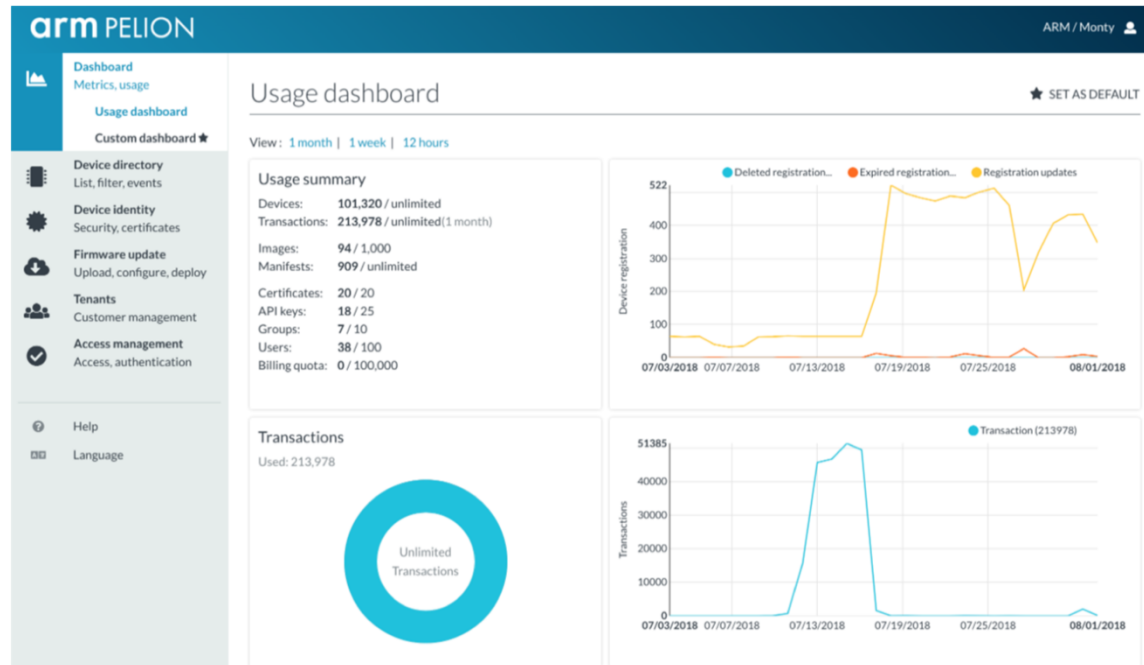 arm PELION
ARM / Monty
Dashboard
Metrics, usage
Usage dashboard
Custom dashboard
Device directory
List, filter, events
Device identity
Security, certificates
Firmware update
Upload, configure, deploy
Tenants
Customer management
Access management
Access, authentication
Help
Language
Usage dashboard
SET AS DEFAULT
View : 1 month | 1 week | 12 hours
Usage summary
Devices: 101,320 / unlimited
Transactions: 213,978 / unlimited(1 month)
Images: 94 / 1,000
Manifests: 909 / unlimited
Certificates: 20 / 20
API keys: 18 / 25
Groups: 7 / 10
Users: 38 / 100
Billing quota: 0 / 100,000
Deleted registration... Expired registration... Registration updates
Device registration
522
400
300
200
100
0
07/03/2018 07/07/2018 07/13/2018 07/19/2018 07/25/2018 08/01/2018
Transactions
Used: 213,978
Unlimited
Transactions
Transaction (213978)
Transactions
51385
40000
30000
20000
10000
0
07/03/2018 07/07/2018 07/13/2018 07/19/2018 07/25/2018 08/01/2018